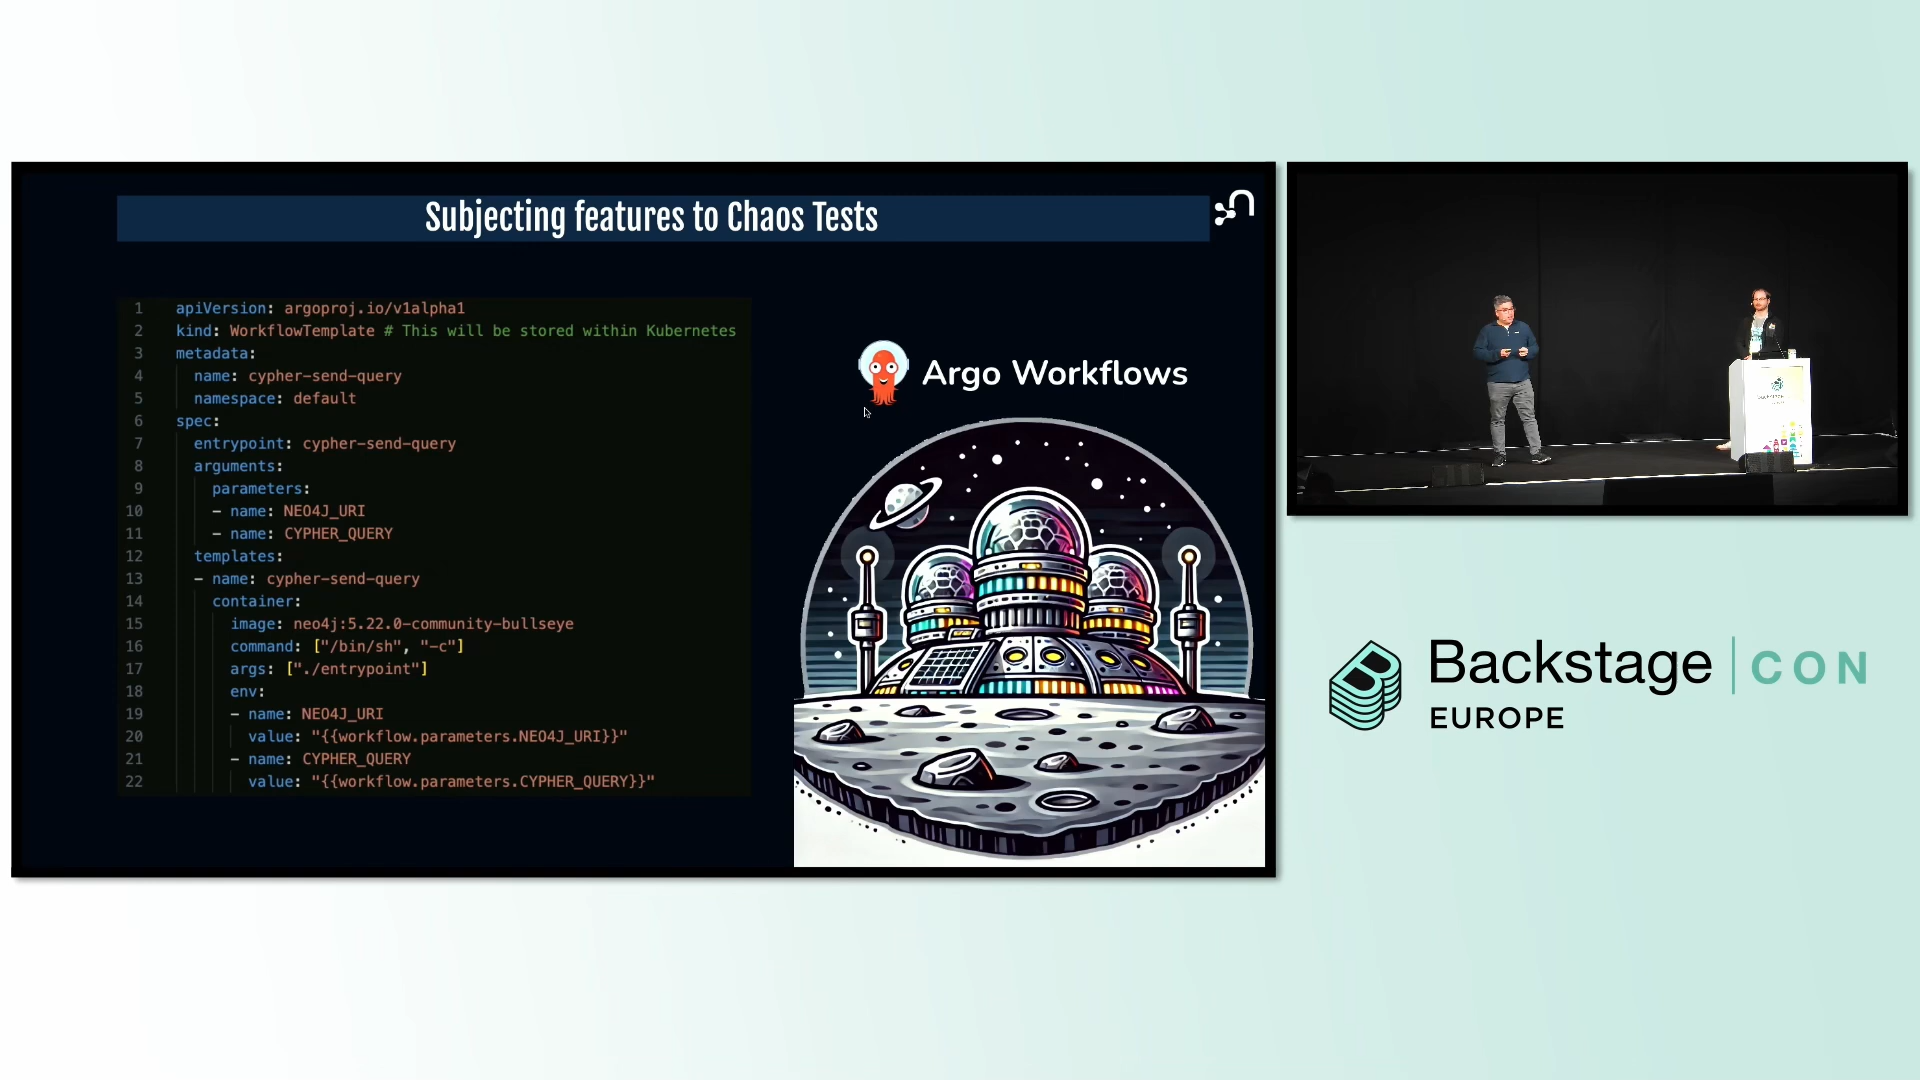 Subjecting features to Chaos Tests
1 apiVersion: argoproj.io/v1alpha1
2 kind: WorkflowTemplate # This will be stored within Kubernetes
3 metadata:
4   name: cypher-send-query
5   namespace: default
6 spec:
7   entrypoint: cypher-send-query
8   arguments:
9     parameters:
10     - name: NEO4J_URI
11     - name: CYPHER_QUERY
12   templates:
13   - name: cypher-send-query
14     container:
15       image: neo4j:5.22.0-community-bullseye
16       command: ["/bin/sh", "-c"]
17       args: ["./entrypoint"]
18       env:
19       - name: NEO4J_URI
20         value: "{{workflow.parameters.NEO4J_URI}}"
21       - name: CYPHER_QUERY
22         value: "{{workflow.parameters.CYPHER_QUERY}}"
Argo Workflows
Backstage CON
EUROPE